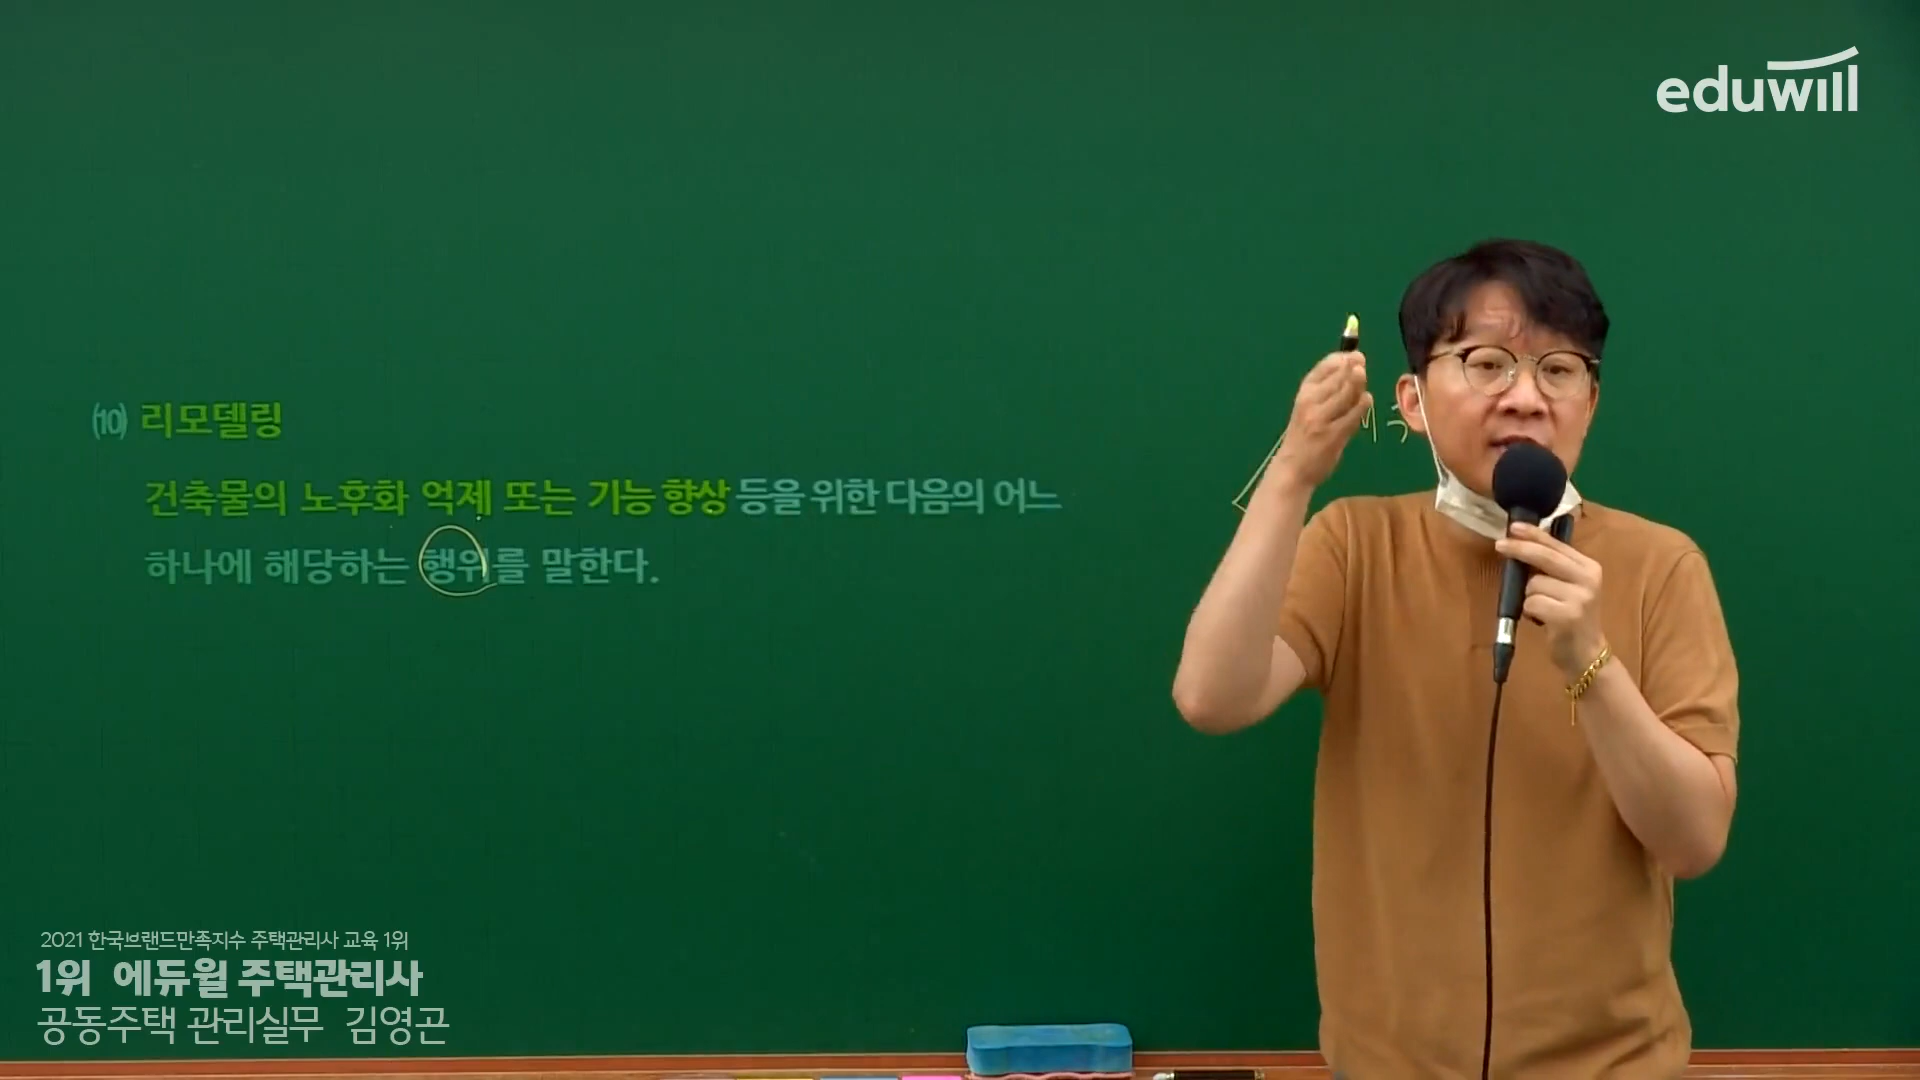 eduwill
(10) 리모델링
건축물의 노후화 억제 또는 기능 향상 등을 위한 다음의 어느
하나에 해당하는 행위를 말한다.
2021 한국브랜드만족지수 주택관리사 교육 1위
1위 에듀윌 주택관리사
공동주택 관리실무 김영곤